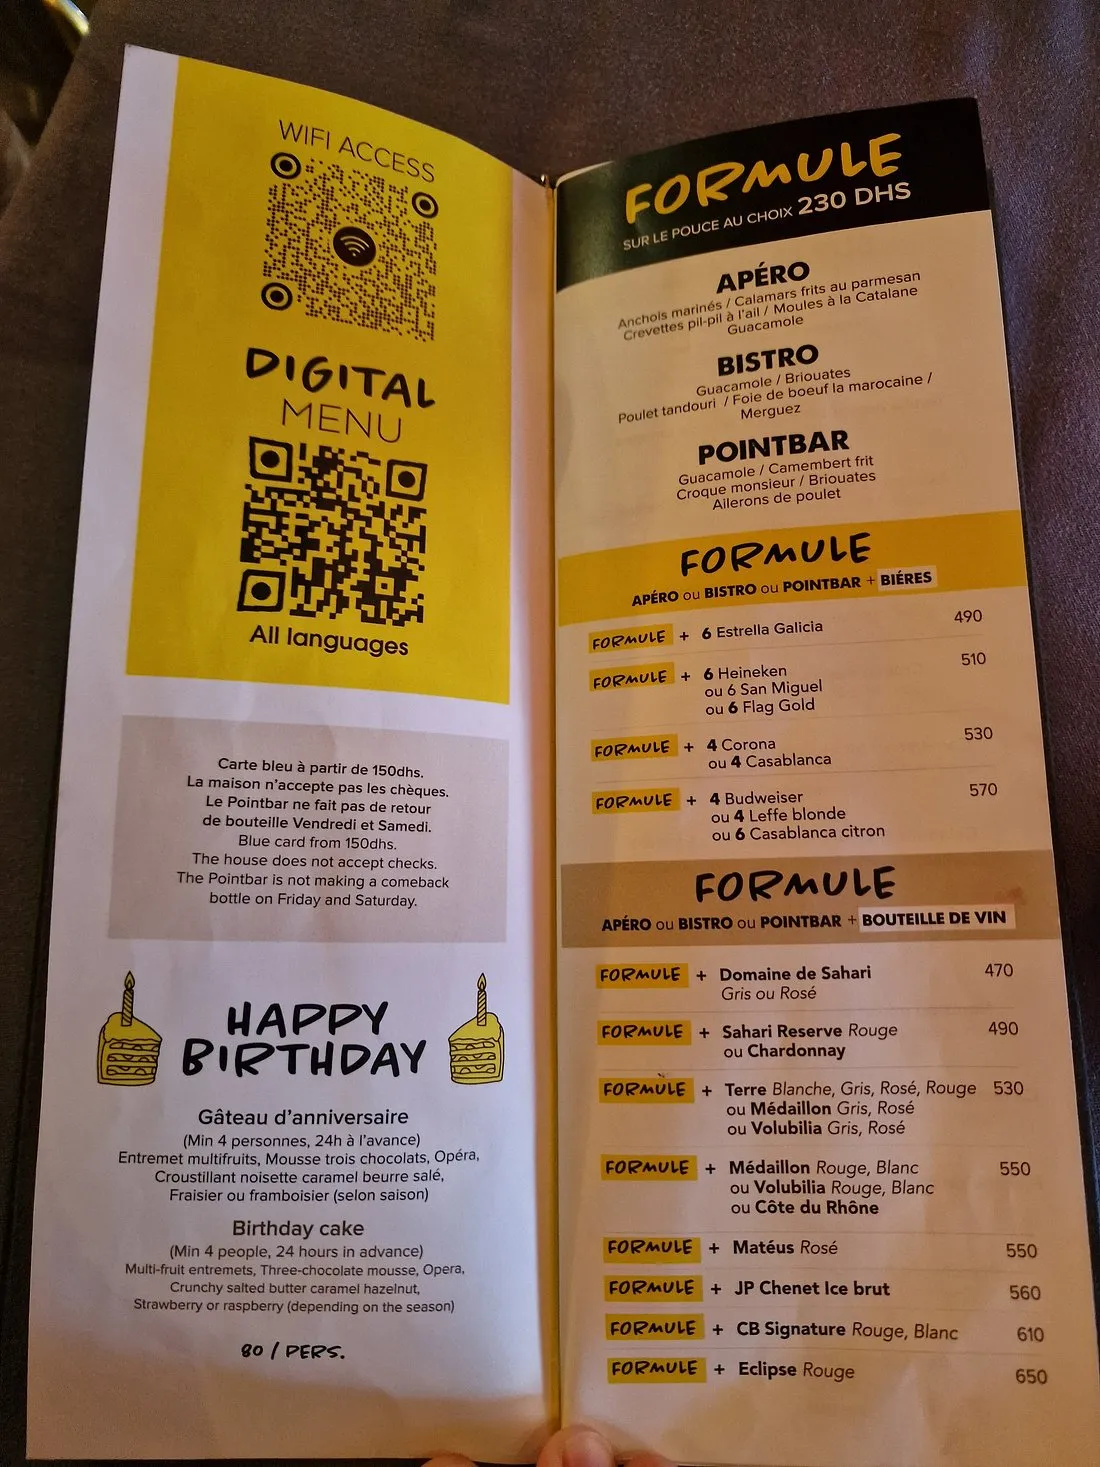 WIFI ACCESS
DIGITAL
MENU
All languages
Carte bleu à partir de 150dhs.
La maison n'accepte pas les chèques.
Le Pointbar ne fait pas de retour
de bouteille Vendredi et Samedi.
Blue card from 150dhs.
The house does not accept checks.
The Pointbar is not making a comeback
bottle on Friday and Saturday.
HAPPY
BIRTHDAY
Gâteau d'anniversaire
(Min 4 personnes, 24h à l'avance)
Entremet multifruits, Mousse trois chocolats, Opéra,
Croustillant noisette caramel beurre salé,
Fraisier ou framboisier (selon saison)
Birthday cake
(Min 4 people, 24 hours in advance)
Multi-fruit entremets, Three-chocolate mousse, Opera,
Crunchy salted butter caramel hazelnut,
Strawberry or raspberry (depending on the season)
80 / PERS.
FORMULE
SUR LE POUCE AU CHOIX 230 DHS
APÉRO
Anchois marinés / Calamars frits au parmesan
Crevettes pil-pil à l'ail / Moules à la Catalane
Guacamole
BISTRO
Guacamole / Briouates
Poulet tandouri / Foie de boeuf la marocaine /
Merguez
POINTBAR
Guacamole / Camembert frit
Croque monsieur / Briouates
Ailerons de poulet
FORMULE
APÉRO ou BISTRO ou POINTBAR + BIÉRES
FORMULE + 6 Estrella Galicia 490
FORMULE + 6 Heineken 510
ou 6 San Miguel
ou 6 Flag Gold
FORMULE + 4 Corona 530
ou 4 Casablanca
FORMULE + 4 Budweiser 570
ou 4 Leffe blonde
ou 6 Casablanca citron
FORMULE
APÉRO ou BISTRO ou POINTBAR + BOUTEILLE DE VIN
FORMULE + Domaine de Sahari 470
Gris ou Rosé
FORMULE + Sahari Reserve Rouge 490
ou Chardonnay
FORMULE + Terre Blanche, Gris, Rosé, Rouge 530
ou Médaillon Gris, Rosé
ou Volubilia Gris, Rosé
FORMULE + Médaillon Rouge, Blanc 550
ou Volubilia Rouge, Blanc
ou Côte du Rhône
FORMULE + Matéus Rosé 550
FORMULE + JP Chenet Ice brut 560
FORMULE + CB Signature Rouge, Blanc 610
FORMULE + Eclipse Rouge 650